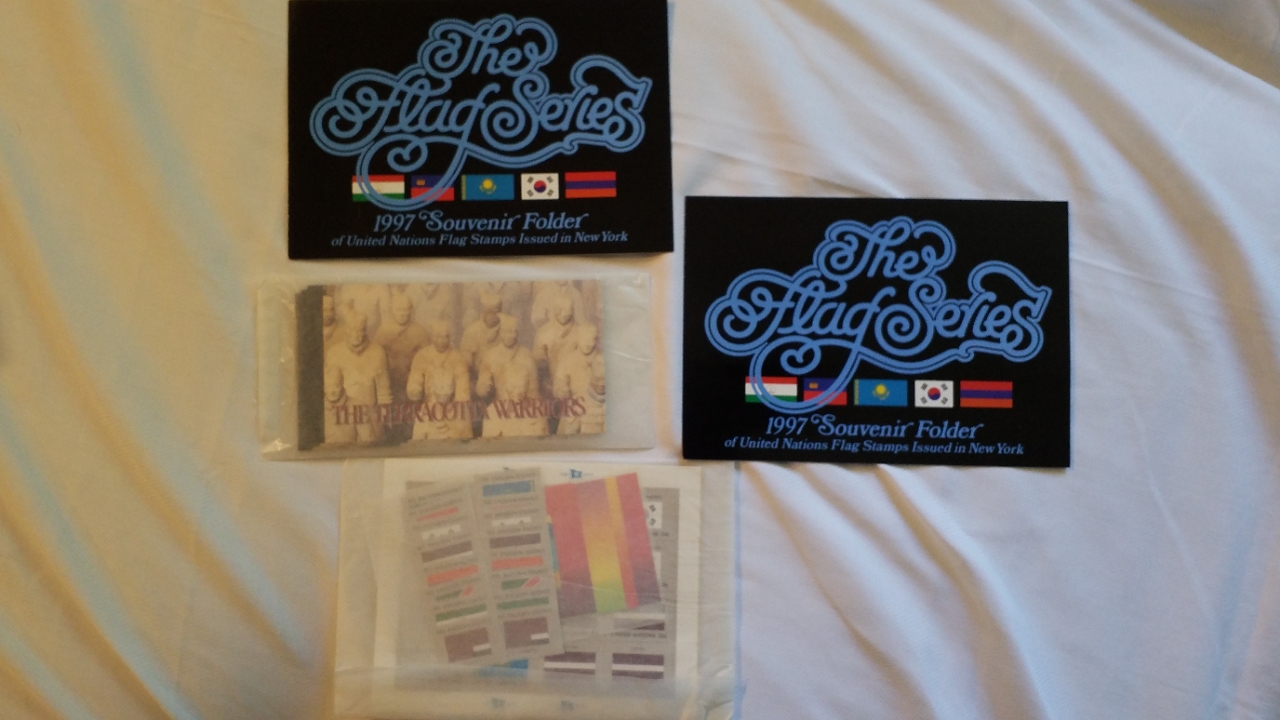 The
Flag Series
1997 Souvenir Folder
of United Nations Flag Stamps Issued in New York
The
Flag Series
1997 Souvenir Folder
of United Nations Flag Stamps Issued in New York
THE TERRACOTTA WARRIORS